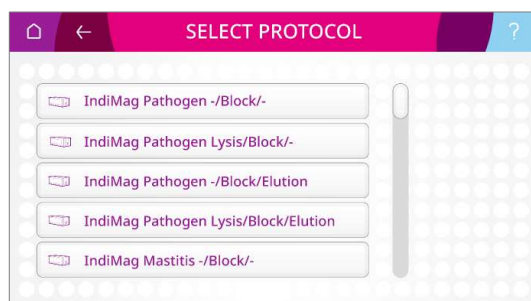 SELECT PROTOCOL
?
IndiMag Pathogen -/Block/-
IndiMag Pathogen Lysis/Block/-
IndiMag Pathogen -/Block/Elution
IndiMag Pathogen Lysis/Block/Elution
IndiMag Mastitis -/Block/-